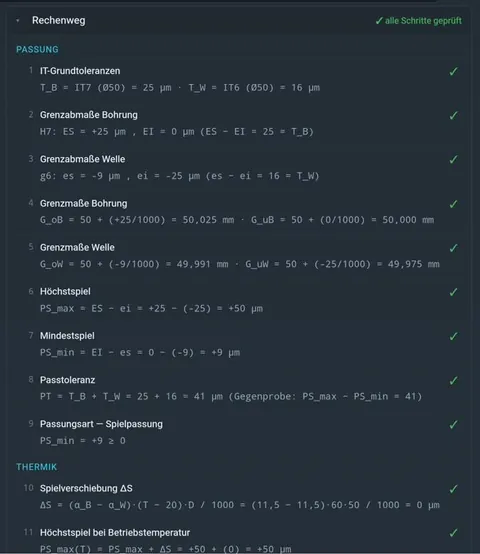 Rechenweg ✓ alle Schritte geprüft
PASSUNG
1 IT-Grundtoleranzen ✓
T_B = IT7 (Ø50) = 25 µm · T_W = IT6 (Ø50) = 16 µm
2 Grenzabmaße Bohrung ✓
H7: ES = +25 µm , EI = 0 µm (ES − EI = 25 = T_B)
3 Grenzabmaße Welle ✓
g6: es = -9 µm , ei = -25 µm (es − ei = 16 = T_W)
4 Grenzmaße Bohrung ✓
G_oB = 50 + (+25/1000) = 50,025 mm · G_uB = 50 + (0/1000) = 50,000 mm
5 Grenzmaße Welle ✓
G_oW = 50 + (-9/1000) = 49,991 mm · G_uW = 50 + (-25/1000) = 49,975 mm
6 Höchstspiel ✓
PS_max = ES − ei = +25 − (-25) = +50 µm
7 Mindestspiel ✓
PS_min = EI − es = 0 − (-9) = +9 µm
8 Passtoleranz ✓
PT = T_B + T_W = 25 + 16 = 41 µm (Gegenprobe: PS_max − PS_min = 41)
9 Passungsart — Spielpassung ✓
PS_min = +9 ≥ 0
THERMIK
10 Spielverschiebung ΔS ✓
ΔS = (α_B − α_W)·(T − 20)·D / 1000 = (11,5 − 11,5)·60·50 / 1000 = 0 µm
11 Höchstspiel bei Betriebstemperatur ✓
PS_max(T) = PS_max + ΔS = +50 + (0) = +50 µm